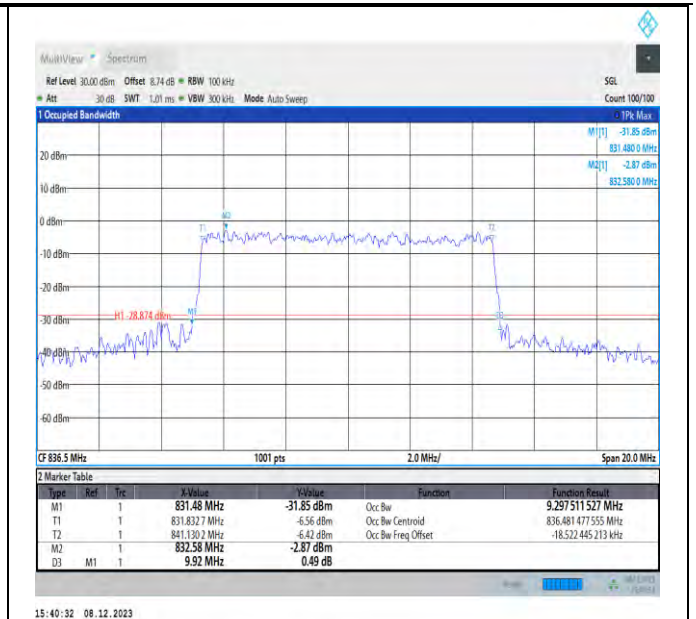 MultiView Spectrum
Ref Level 30.00 dBm Offset 8.74 dB RBW 100 kHz SGL
Att 30 dB SWT 1.01 ms VBW 300 kHz Mode Auto Sweep Count 100/100
1 Occupied Bandwidth 1Pk Max
M1[1] -31.85 dBm
831.480 0 MHz
M2[1] -2.87 dBm
832.580 0 MHz
20 dBm
10 dBm
0 dBm
-10 dBm
-20 dBm
-30 dBm
-40 dBm
-50 dBm
-60 dBm
M2
T1 T2
H1 -28.874 dBm M1 D3
CF 836.5 MHz 1001 pts 2.0 MHz/ Span 20.0 MHz
2 Marker Table
Type Ref Trc X-Value Y-Value Function Function Result
M1 1 831.48 MHz -31.85 dBm Occ Bw 9.297 511 527 MHz
T1 1 831.832 7 MHz -6.56 dBm Occ Bw Centroid 836.481 477 555 MHz
T2 1 841.130 2 MHz -6.42 dBm Occ Bw Freq Offset -18.522 445 213 kHz
M2 1 832.58 MHz -2.87 dBm
D3 M1 1 9.92 MHz 0.49 dB
15:40:32 08.12.2023